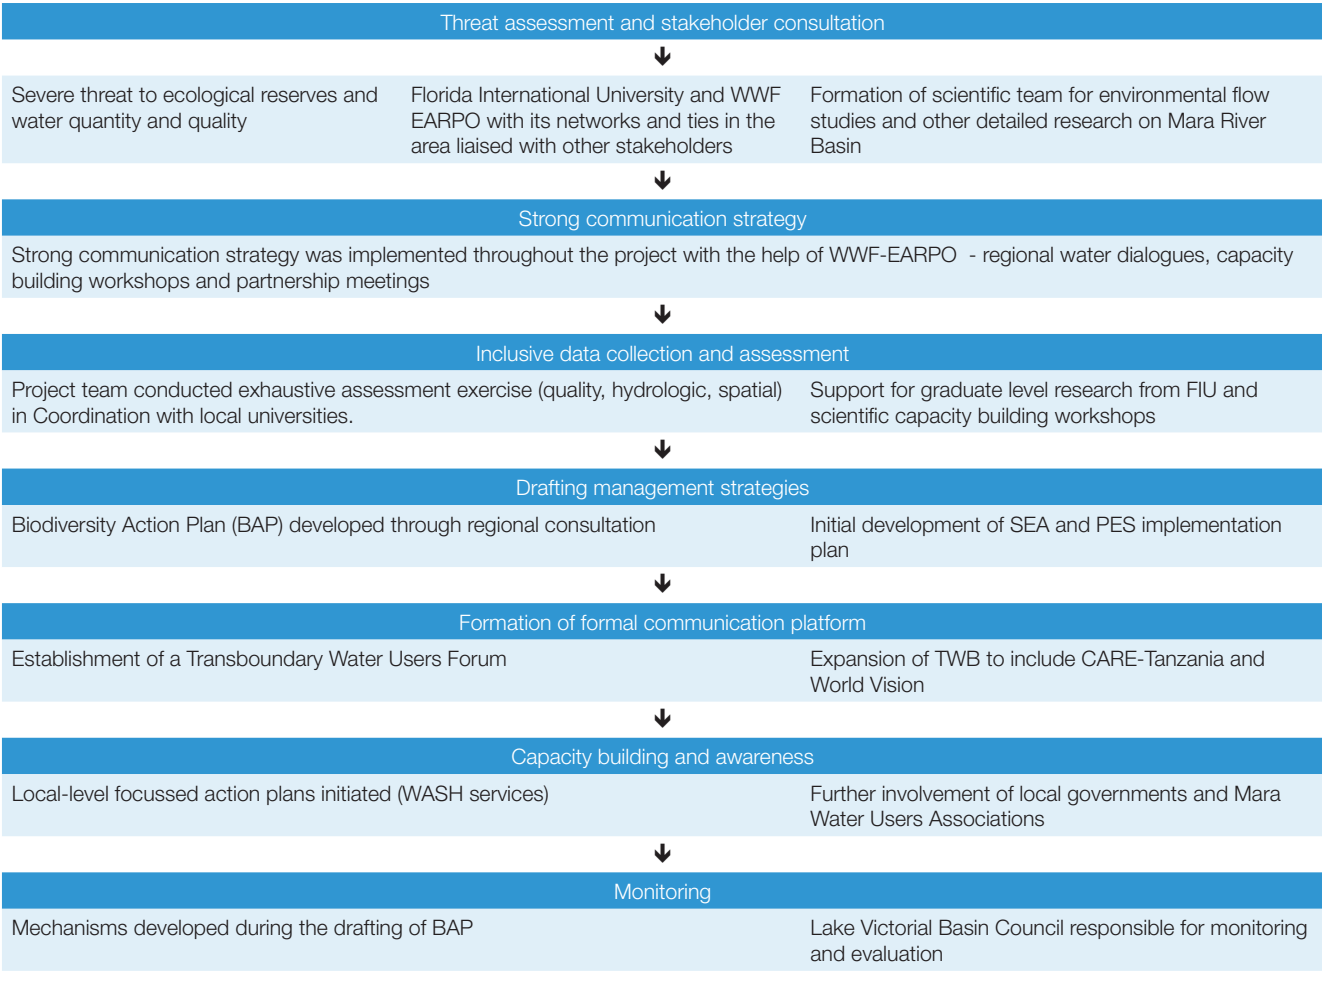 Threat assessment and stakeholder consultation
Severe threat to ecological reserves and
water quantity and quality
Florida International University and WWF
EARPO with its networks and ties in the
area liaised with other stakeholders
Formation of scientific team for environmental flow
studies and other detailed research on Mara River
Basin
Strong communication strategy
Strong communication strategy was implemented throughout the project with the help of WWF-EARPO  - regional water dialogues, capacity
building workshops and partnership meetings
Inclusive data collection and assessment
Project team conducted exhaustive assessment exercise (quality, hydrologic, spatial)
in Coordination with local universities.
Support for graduate level research from FIU and
scientific capacity building workshops
Drafting management strategies
Biodiversity Action Plan (BAP) developed through regional consultation
Initial development of SEA and PES implementation
plan
Formation of formal communication platform
Establishment of a Transboundary Water Users Forum
Expansion of TWB to include CARE-Tanzania and
World Vision
Capacity building and awareness
Local-level focussed action plans initiated (WASH services)
Further involvement of local governments and Mara
Water Users Associations
Monitoring
Mechanisms developed during the drafting of BAP
Lake Victorial Basin Council responsible for monitoring
and evaluation